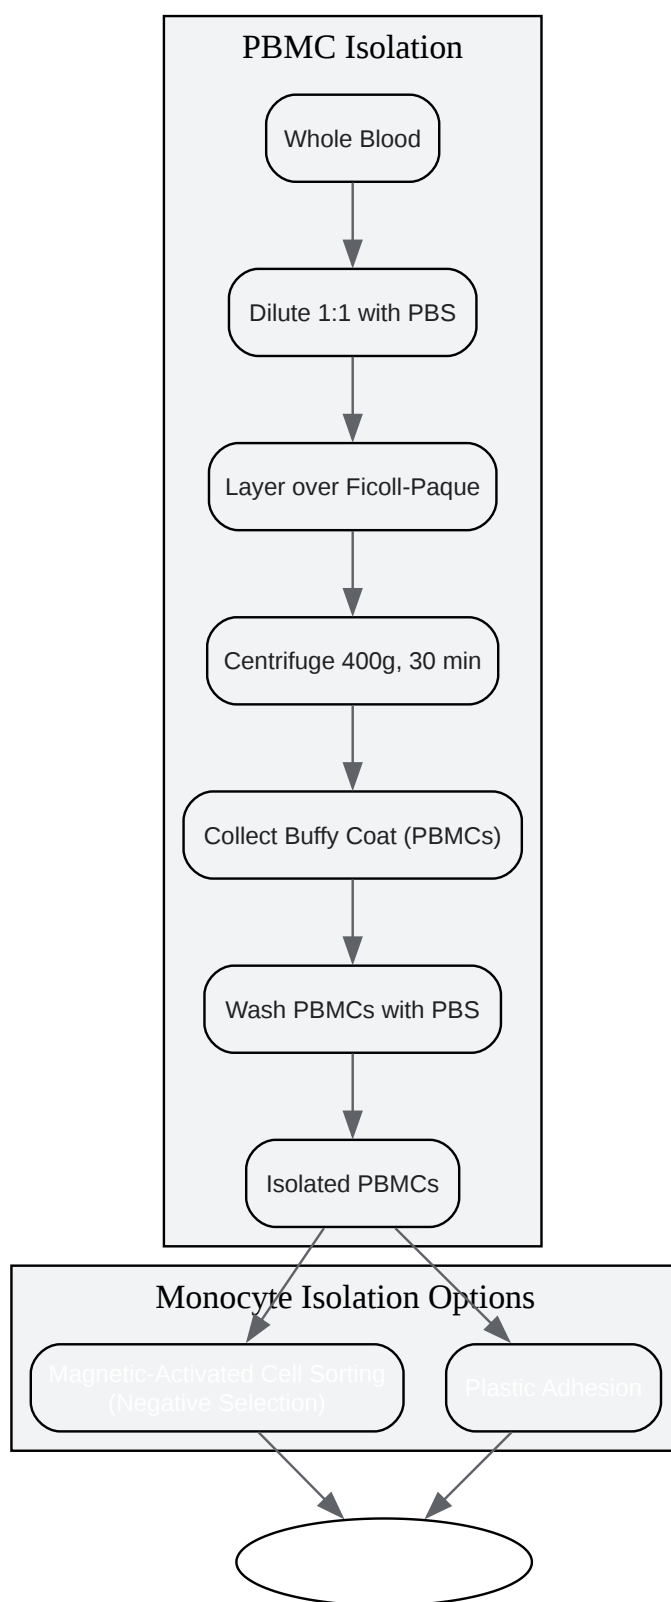 PBMC Isolation
Whole Blood
Dilute 1:1 with PBS
Layer over Ficoll-Paque
Centrifuge 400g, 30 min
Collect Buffy Coat (PBMCs)
Wash PBMCs with PBS
Isolated PBMCs
Monocyte Isolation Options
Magnetic-Activated Cell Sorting
(Negative Selection)
Plastic Adhesion